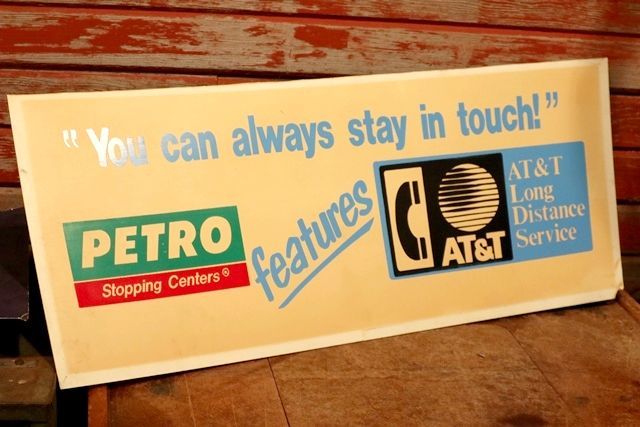 "You can always stay in touch!"
PETRO
Stopping Centers®
features
AT&T
AT&T
Long
Distance
Service